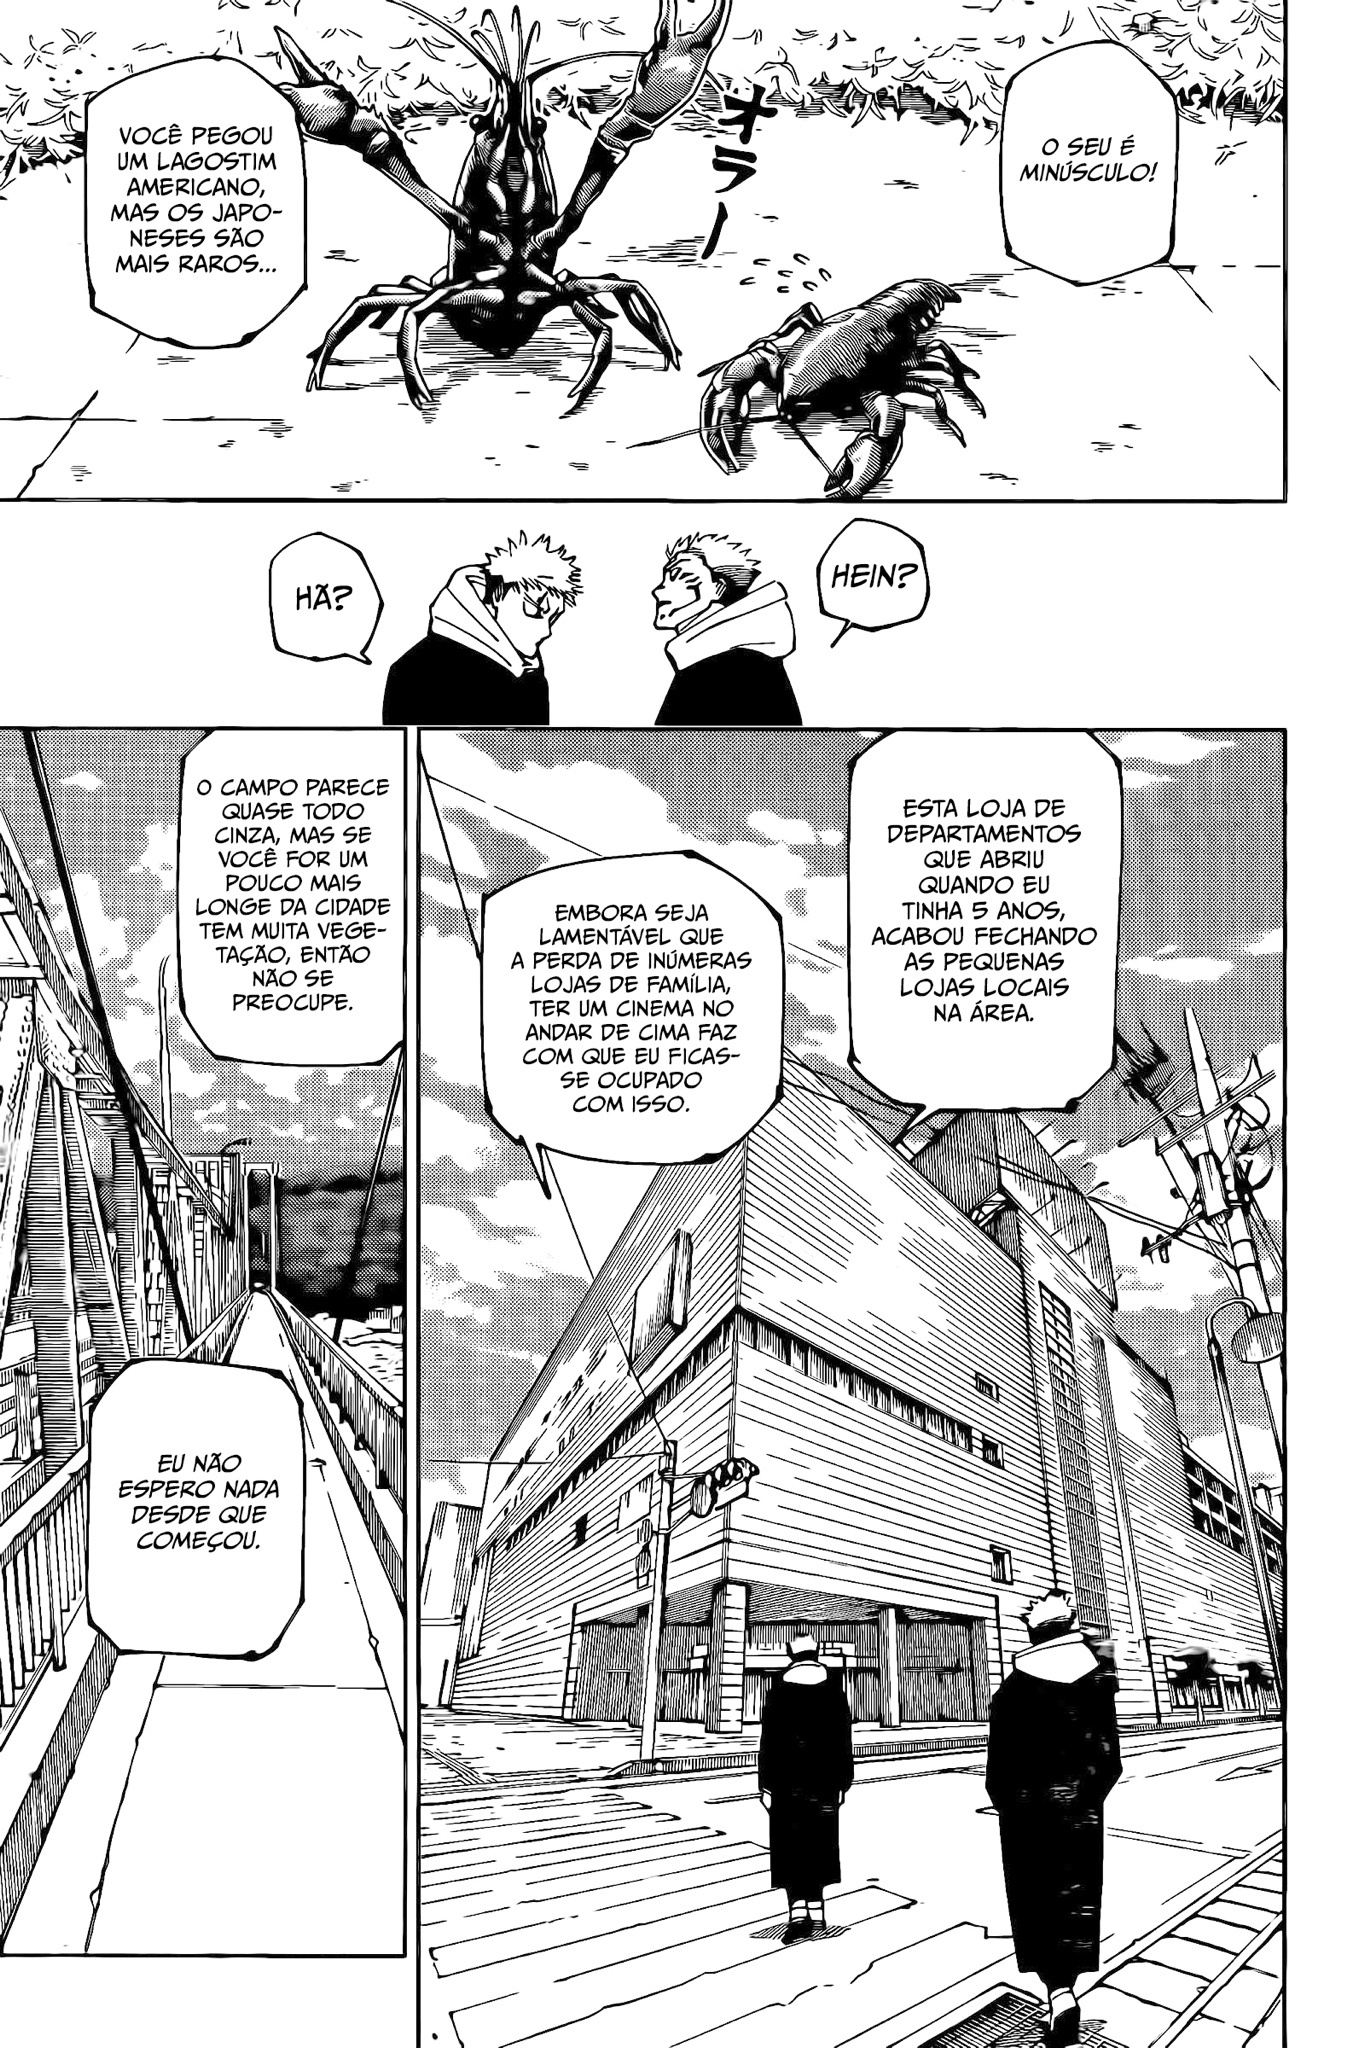 O SEU É
MINÚSCULO!
オラー
VOCÊ PEGOU
UM LAGOSTIM
AMERICANO,
MAS OS JAPO-
NESES SÃO
MAIS RAROS...
HEIN?
HÃ?
ESTA LOJA DE
DEPARTAMENTOS
QUE ABRIU
QUANDO EU
TINHA 5 ANOS,
ACABOU FECHANDO
AS PEQUENAS
LOJAS LOCAIS
NA ÁREA.
EMBORA SEJA
LAMENTÁVEL QUE
A PERDA DE INÚMERAS
LOJAS DE FAMÍLIA,
TER UM CINEMA NO
ANDAR DE CIMA FAZ
COM QUE EU FICAS-
SE OCUPADO
COM ISSO.
O CAMPO PARECE
QUASE TODO
CINZA, MAS SE
VOCÊ FOR UM
POUCO MAIS
LONGE DA CIDADE
TEM MUITA VEGE-
TAÇÃO, ENTÃO
NÃO SE
PREOCUPE.
EU NÃO
ESPERO NADA
DESDE QUE
COMEÇOU.